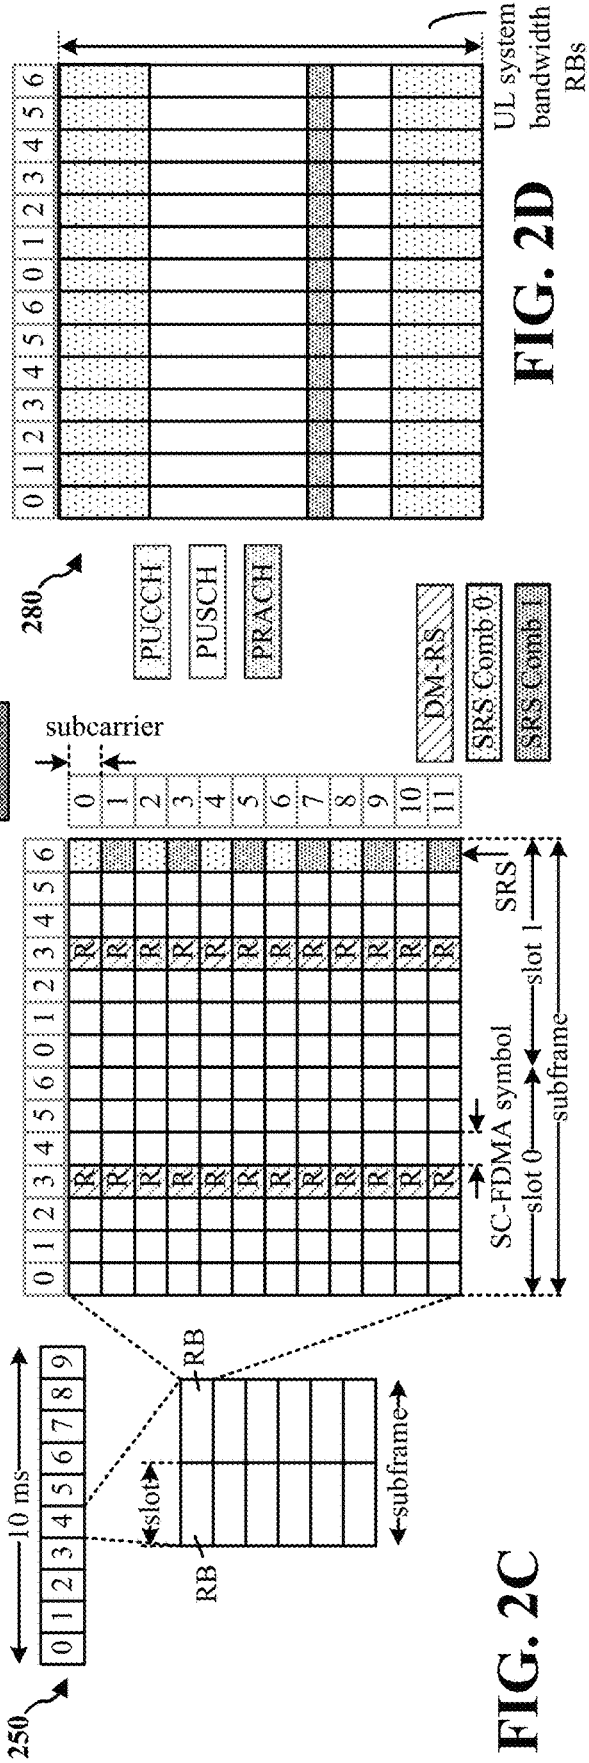 250
10 ms
0 1 2 3 4 5 6 7 8 9
slot
RB
RB
subframe
FIG. 2C
0 1 2 3 4 5 6 0 1 2 3 4 5 6
subcarrier
0
1
2
3
4
5
6
7
8
9
10
11
R R
R R
R R
R R
R R
R R
R R
R R
R R
R R
R R
R R
SC-FDMA symbol
SRS
slot 0
slot 1
subframe
DM-RS
SRS Comb 0
SRS Comb 1
280
PUCCH
PUSCH
PRACH
0 1 2 3 4 5 6 0 1 2 3 4 5 6
UL system
bandwidth
RBs
FIG. 2D